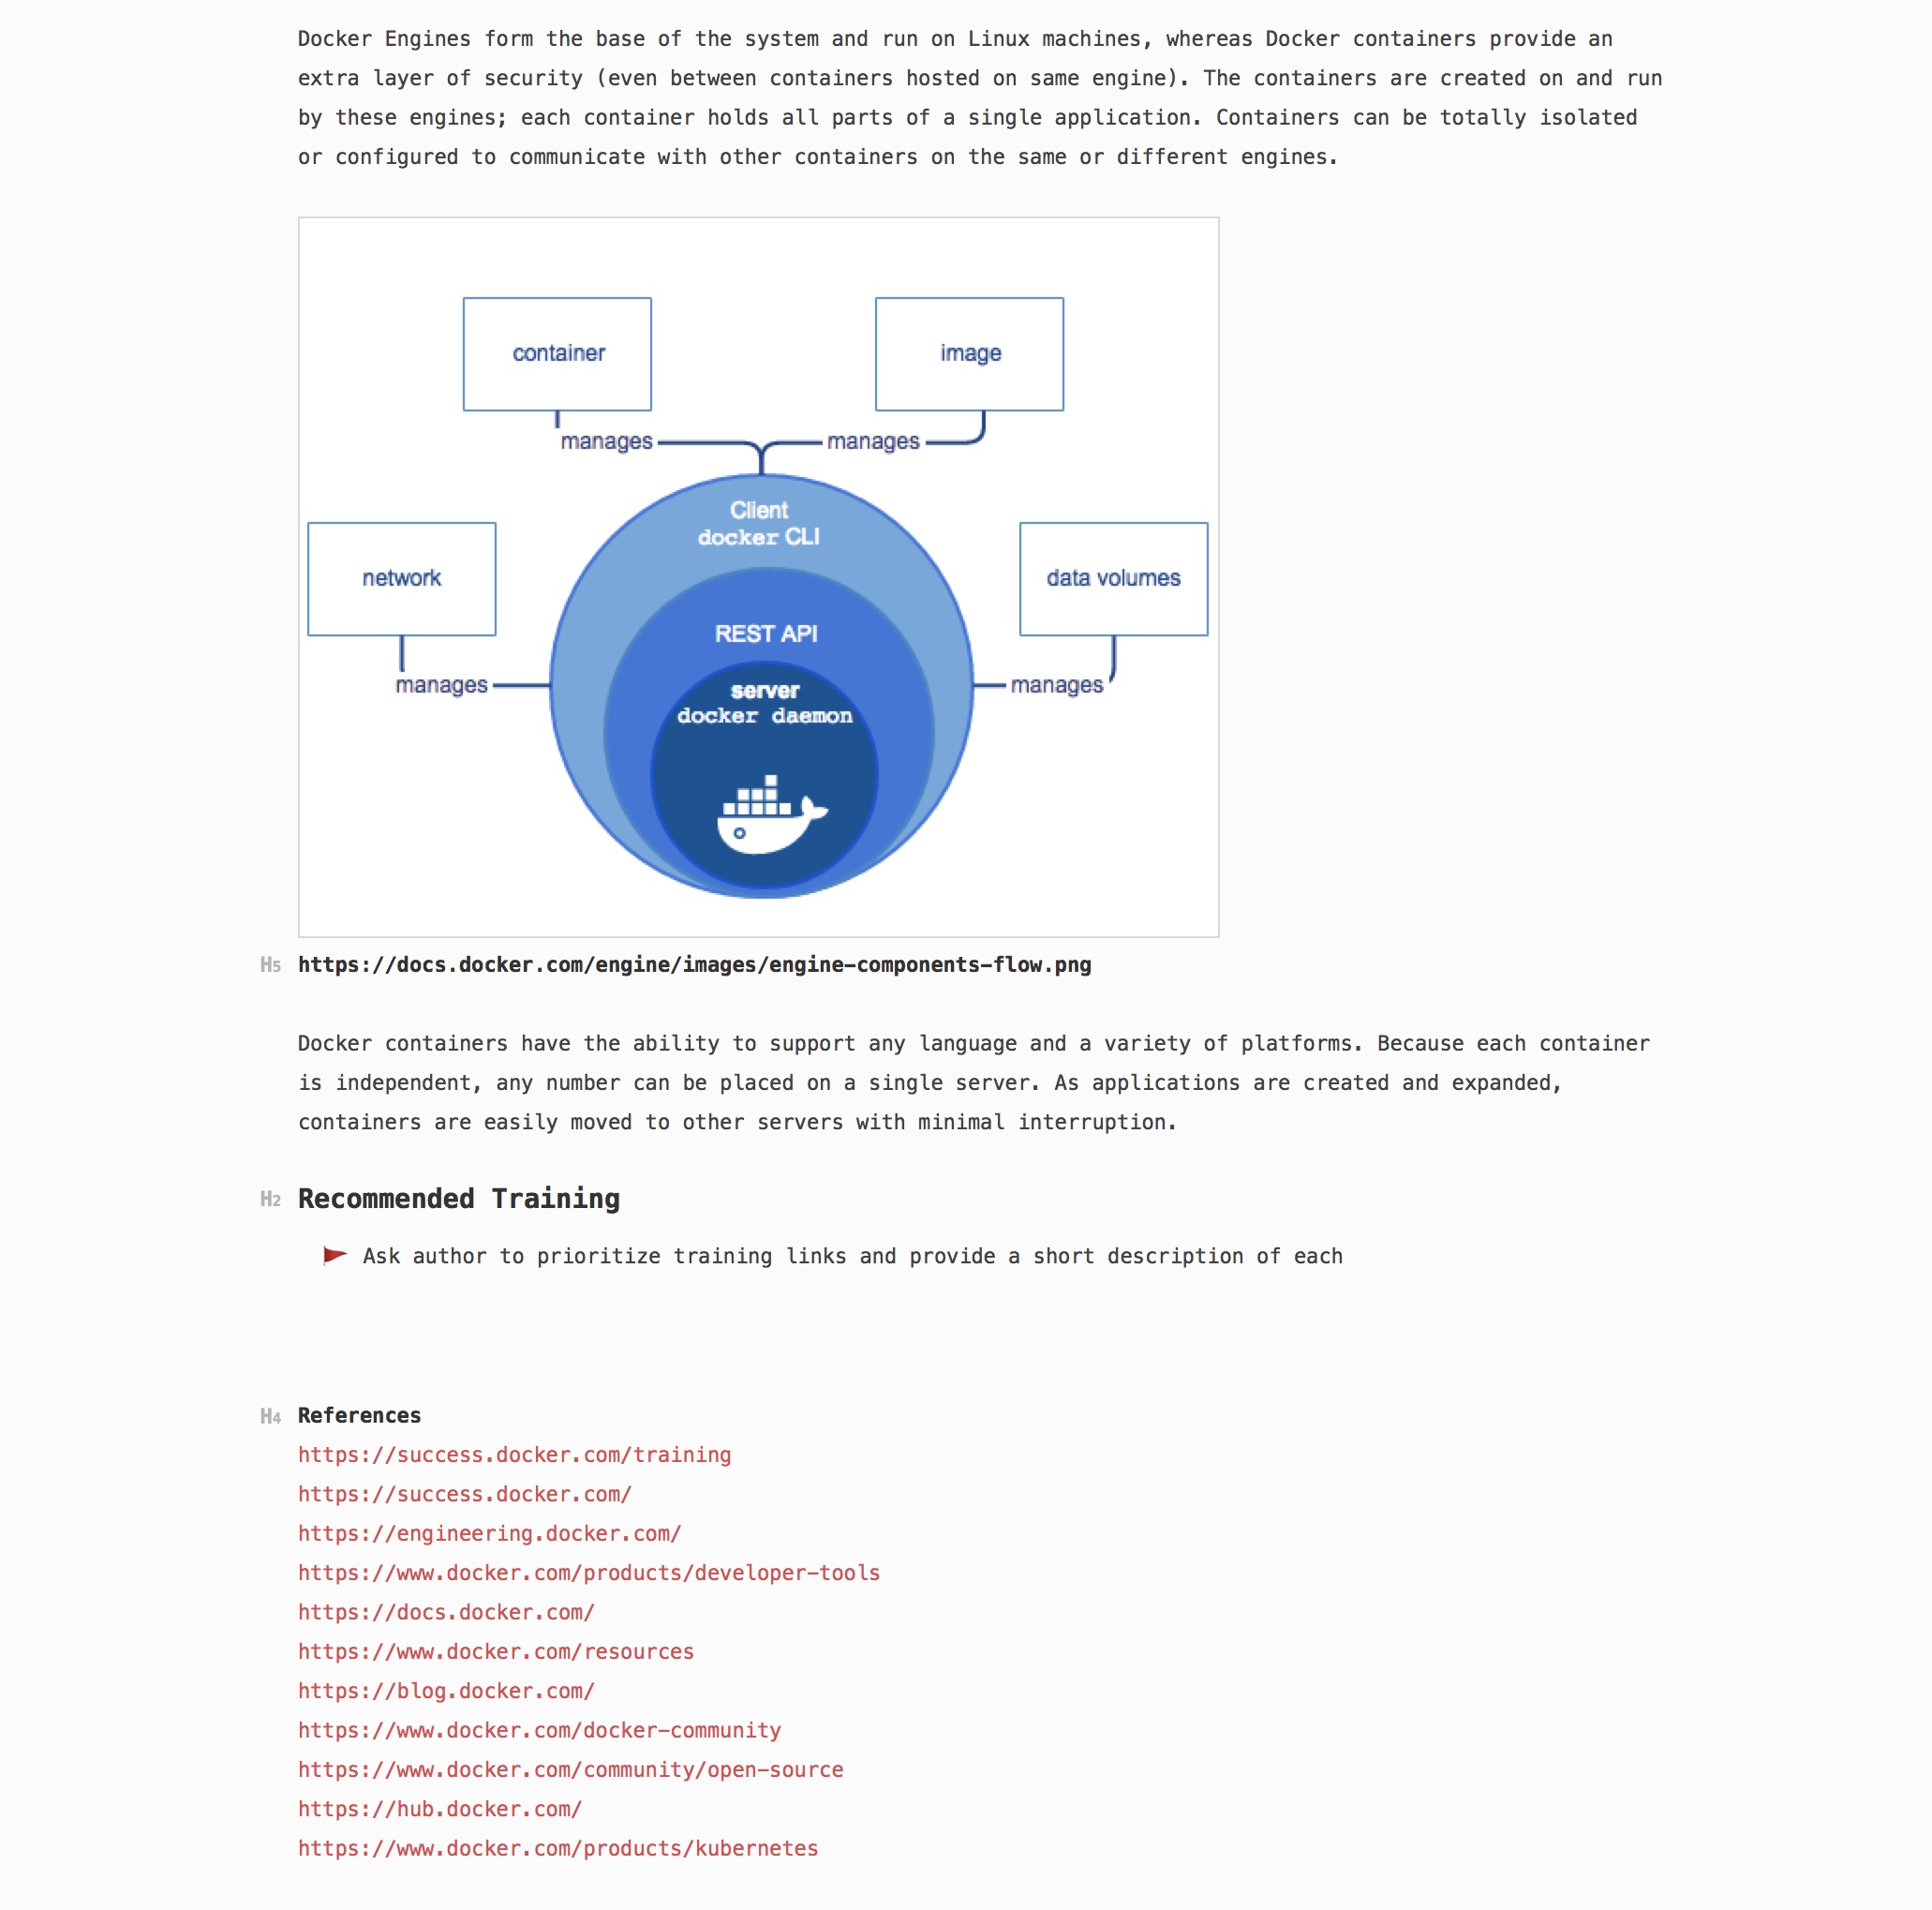 Docker Engines form the base of the system and run on Linux machines, whereas Docker containers provide an
extra layer of security (even between containers hosted on same engine). The containers are created on and run
by these engines; each container holds all parts of a single application. Containers can be totally isolated
or configured to communicate with other containers on the same or different engines.
container
image
manages
manages
Client
docker CLI
network
data volumes
REST API
manages
manages
server
docker daemon
H5 https://docs.docker.com/engine/images/engine-components-flow.png
Docker containers have the ability to support any language and a variety of platforms. Because each container
is independent, any number can be placed on a single server. As applications are created and expanded,
containers are easily moved to other servers with minimal interruption.
H2 Recommended Training
Ask author to prioritize training links and provide a short description of each
H4 References
https://success.docker.com/training
https://success.docker.com/
https://engineering.docker.com/
https://www.docker.com/products/developer-tools
https://docs.docker.com/
https://www.docker.com/resources
https://blog.docker.com/
https://www.docker.com/docker-community
https://www.docker.com/community/open-source
https://hub.docker.com/
https://www.docker.com/products/kubernetes